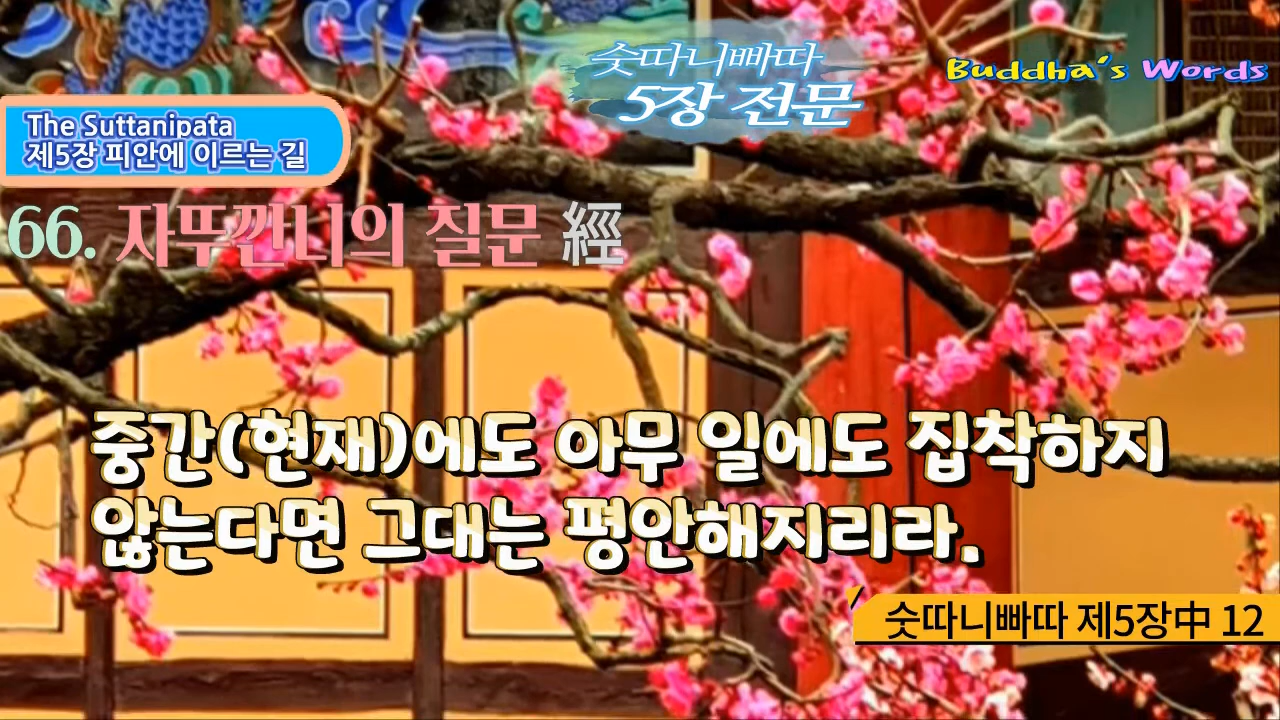 숫따니빠따
5장 전문
Buddha's Words
The Suttanipata
제5장 피안에 이르는 길
66. 자뚜깐니의 질문 經
중간(현재)에도 아무 일에도 집착하지
않는다면 그대는 평안해지리라.
숫따니빠따 제5장中 12